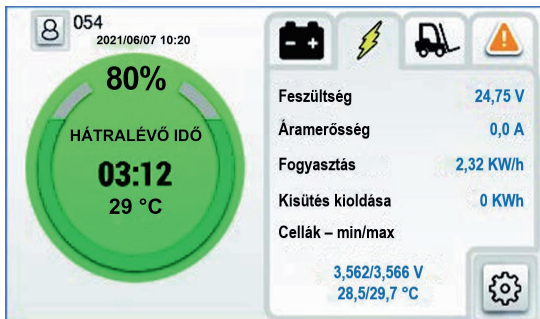 054
2021/06/07 10:20
80%
HÁTRALÉVŐ IDŐ
03:12
29 °C
Feszültség 24,75 V
Áramerősség 0,0 A
Fogyasztás 2,32 KW/h
Kisütés kioldása 0 KWh
Cellák – min/max
3,562/3,566 V
28,5/29,7 °C